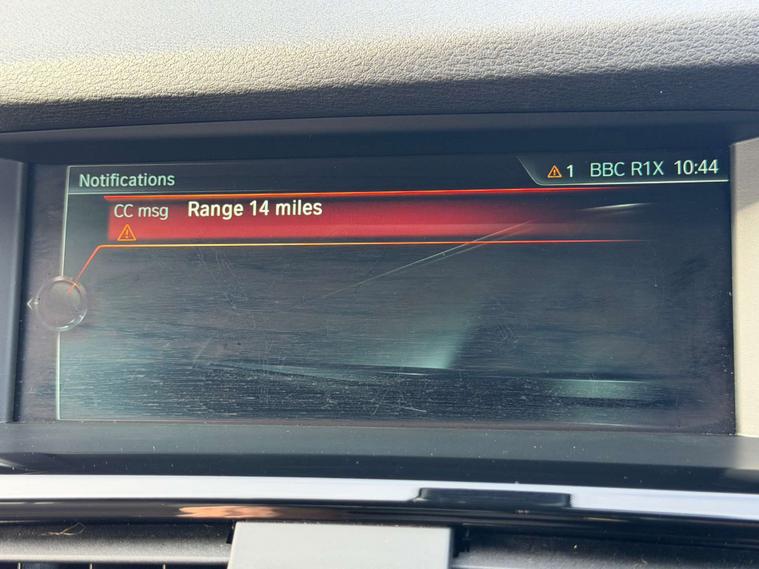 Notifications
1 BBC R1X 10:44
CC msg Range 14 miles